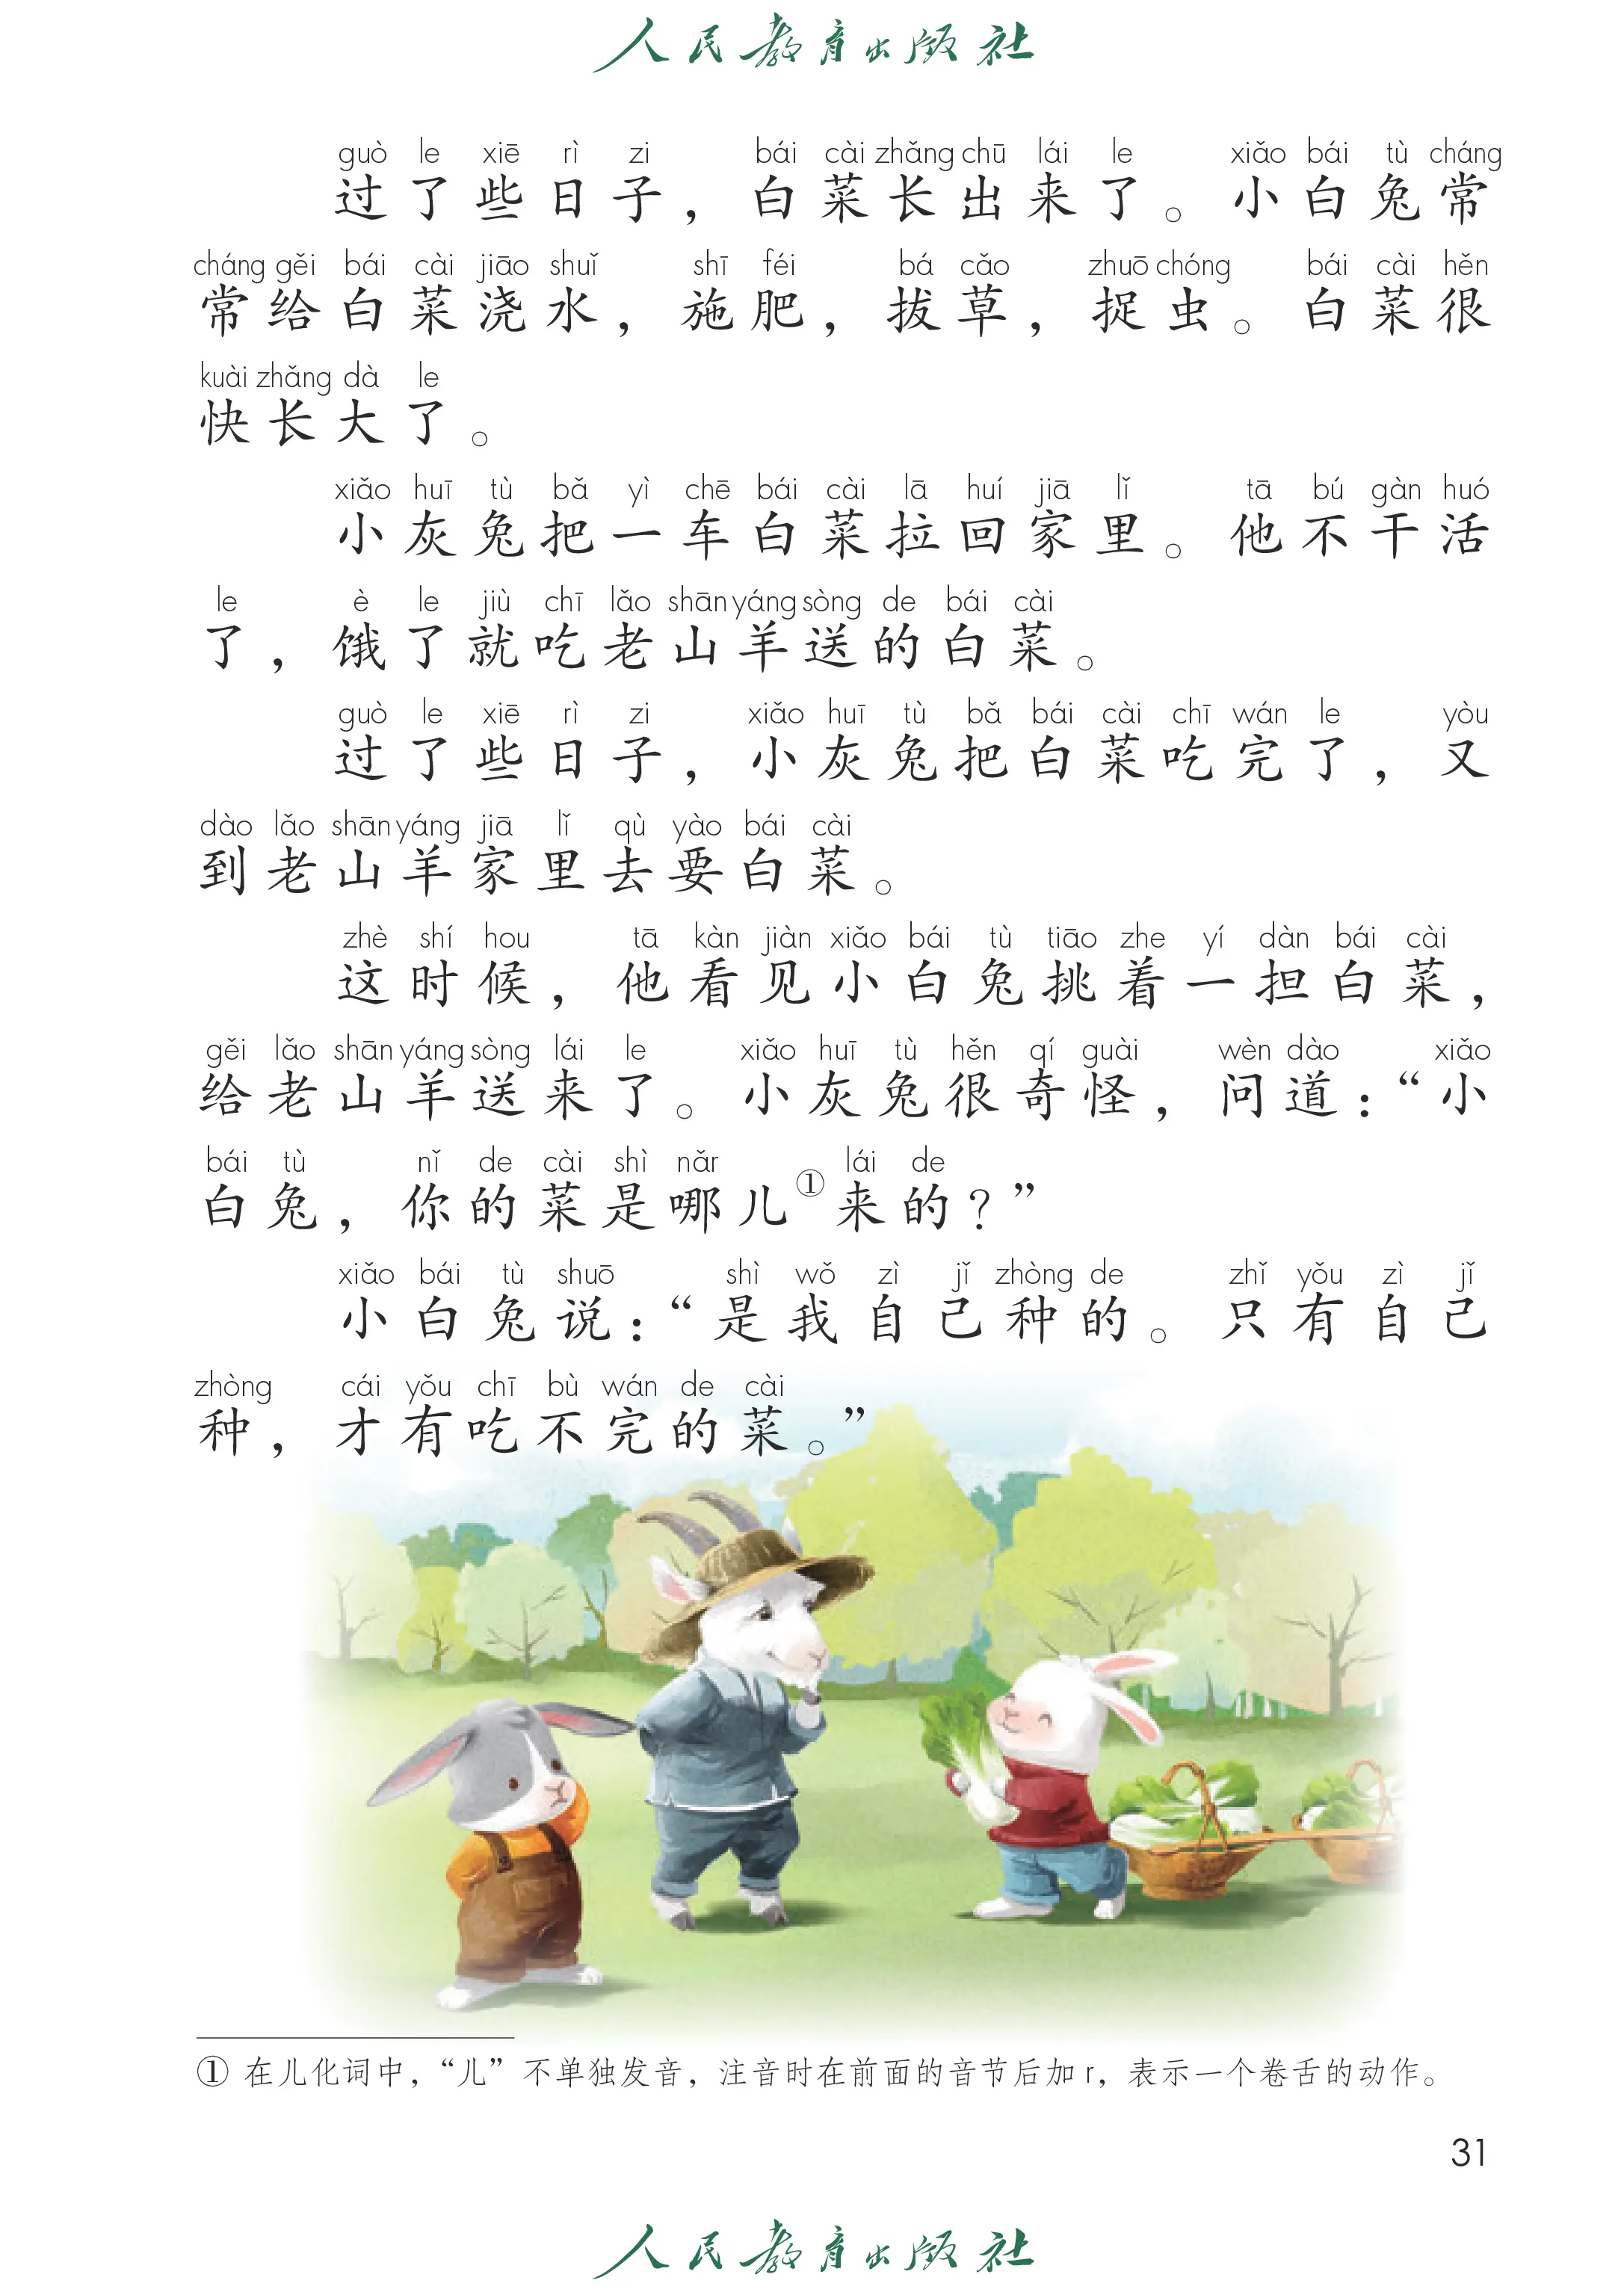 人民教育出版社
guò le xiē rì zi bái cài zhǎng chū lái le xiǎo bái tù cháng
过了些日子，白菜长出来了。小白兔常
cháng gěi bái cài jiāo shuǐ shī féi bá cǎo zhuō chóng bái cài hěn
常给白菜浇水，施肥，拔草，捉虫。白菜很
kuài zhǎng dà le
快长大了。
xiǎo huī tù bǎ yì chē bái cài lā huí jiā lǐ tā bú gàn huó
小灰兔把一车白菜拉回家里。他不干活
le è le jiù chī lǎo shān yáng sòng de bái cài
了，饿了就吃老山羊送的白菜。
guò le xiē rì zi xiǎo huī tù bǎ bái cài chī wán le yòu
过了些日子，小灰兔把白菜吃完了，又
dào lǎo shān yáng jiā lǐ qù yào bái cài
到老山羊家里去要白菜。
zhè shí hou tā kàn jiàn xiǎo bái tù tiāo zhe yí dàn bái cài
这时候，他看见小白兔挑着一担白菜，
gěi lǎo shān yáng sòng lái le xiǎo huī tù hěn qí guài wèn dào xiǎo
给老山羊送来了。小灰兔很奇怪，问道：“小
bái tù nǐ de cài shì nǎr lái de
白兔，你的菜是哪儿①来的？”
xiǎo bái tù shuō shì wǒ zì jǐ zhòng de zhǐ yǒu zì jǐ
小白兔说：“是我自己种的。只有自己
zhòng cái yǒu chī bù wán de cài
种，才有吃不完的菜。”
① 在儿化词中，“儿”不单独发音，注音时在前面的音节后加 r，表示一个卷舌的动作。
31
人民教育出版社